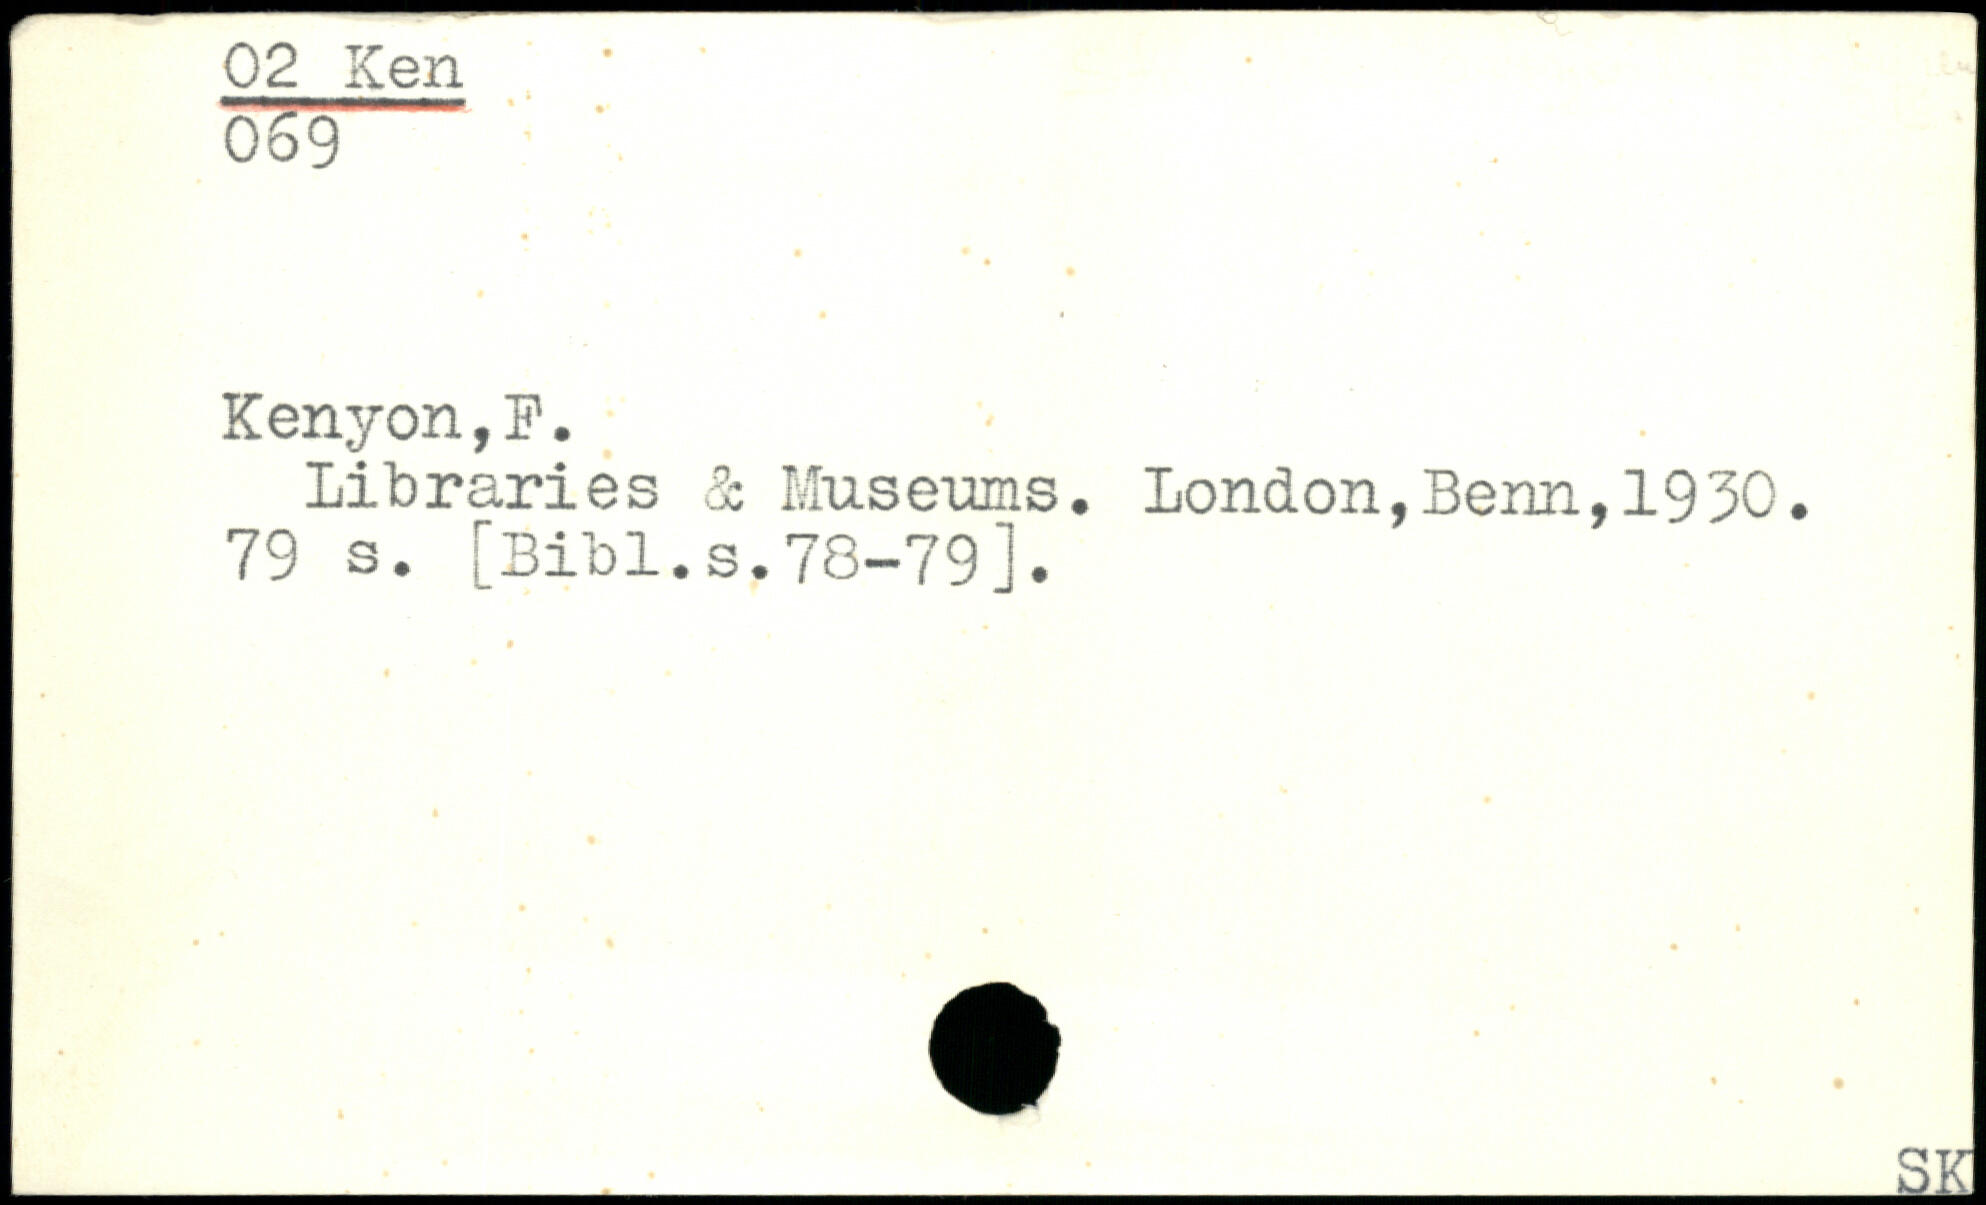 02 Ken
069
Kenyon,F.
Libraries & Museums. London,Benn,1930.
79 s. [Bibl.s.78-79].
SK